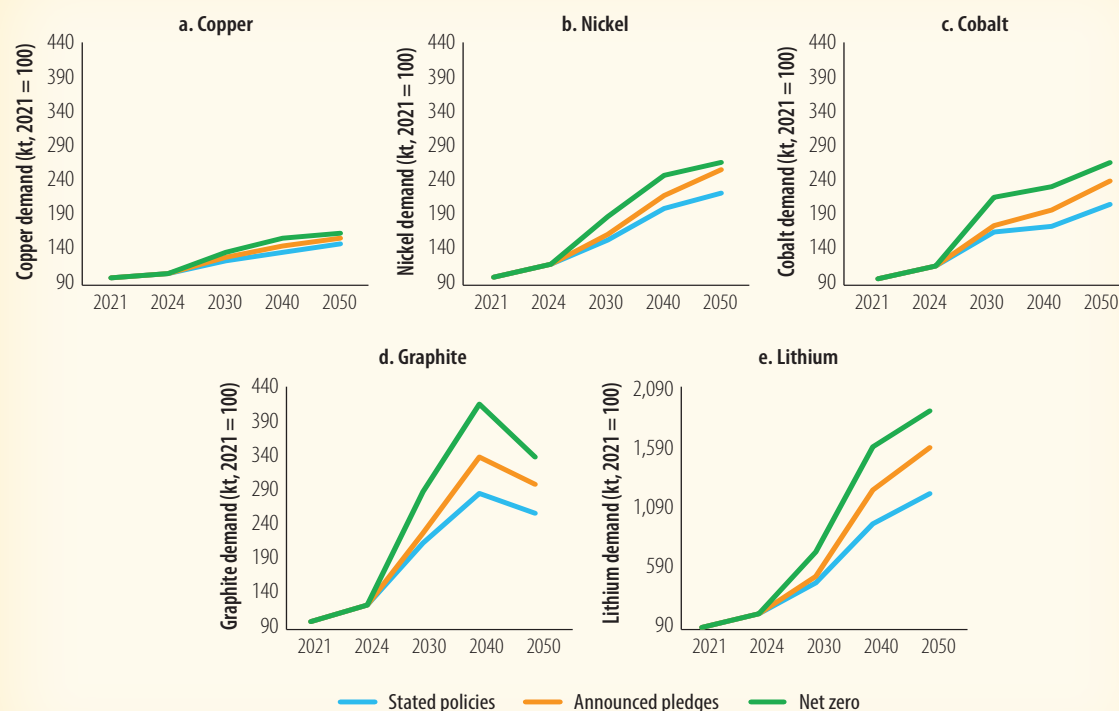 a. Copper
Copper demand (kt, 2021 = 100)
440
390
340
290
240
190
140
90
2021 2024 2030 2040 2050
b. Nickel
Nickel demand (kt, 2021 = 100)
440
390
340
290
240
190
140
90
2021 2024 2030 2040 2050
c. Cobalt
Cobalt demand (kt, 2021 = 100)
440
390
340
290
240
190
140
90
2021 2024 2030 2040 2050
d. Graphite
Graphite demand (kt, 2021 = 100)
440
390
340
290
240
190
140
90
2021 2024 2030 2040 2050
e. Lithium
Lithium demand (kt, 2021 = 100)
2,090
1,590
1,090
590
90
2021 2024 2030 2040 2050
Stated policies Announced pledges Net zero